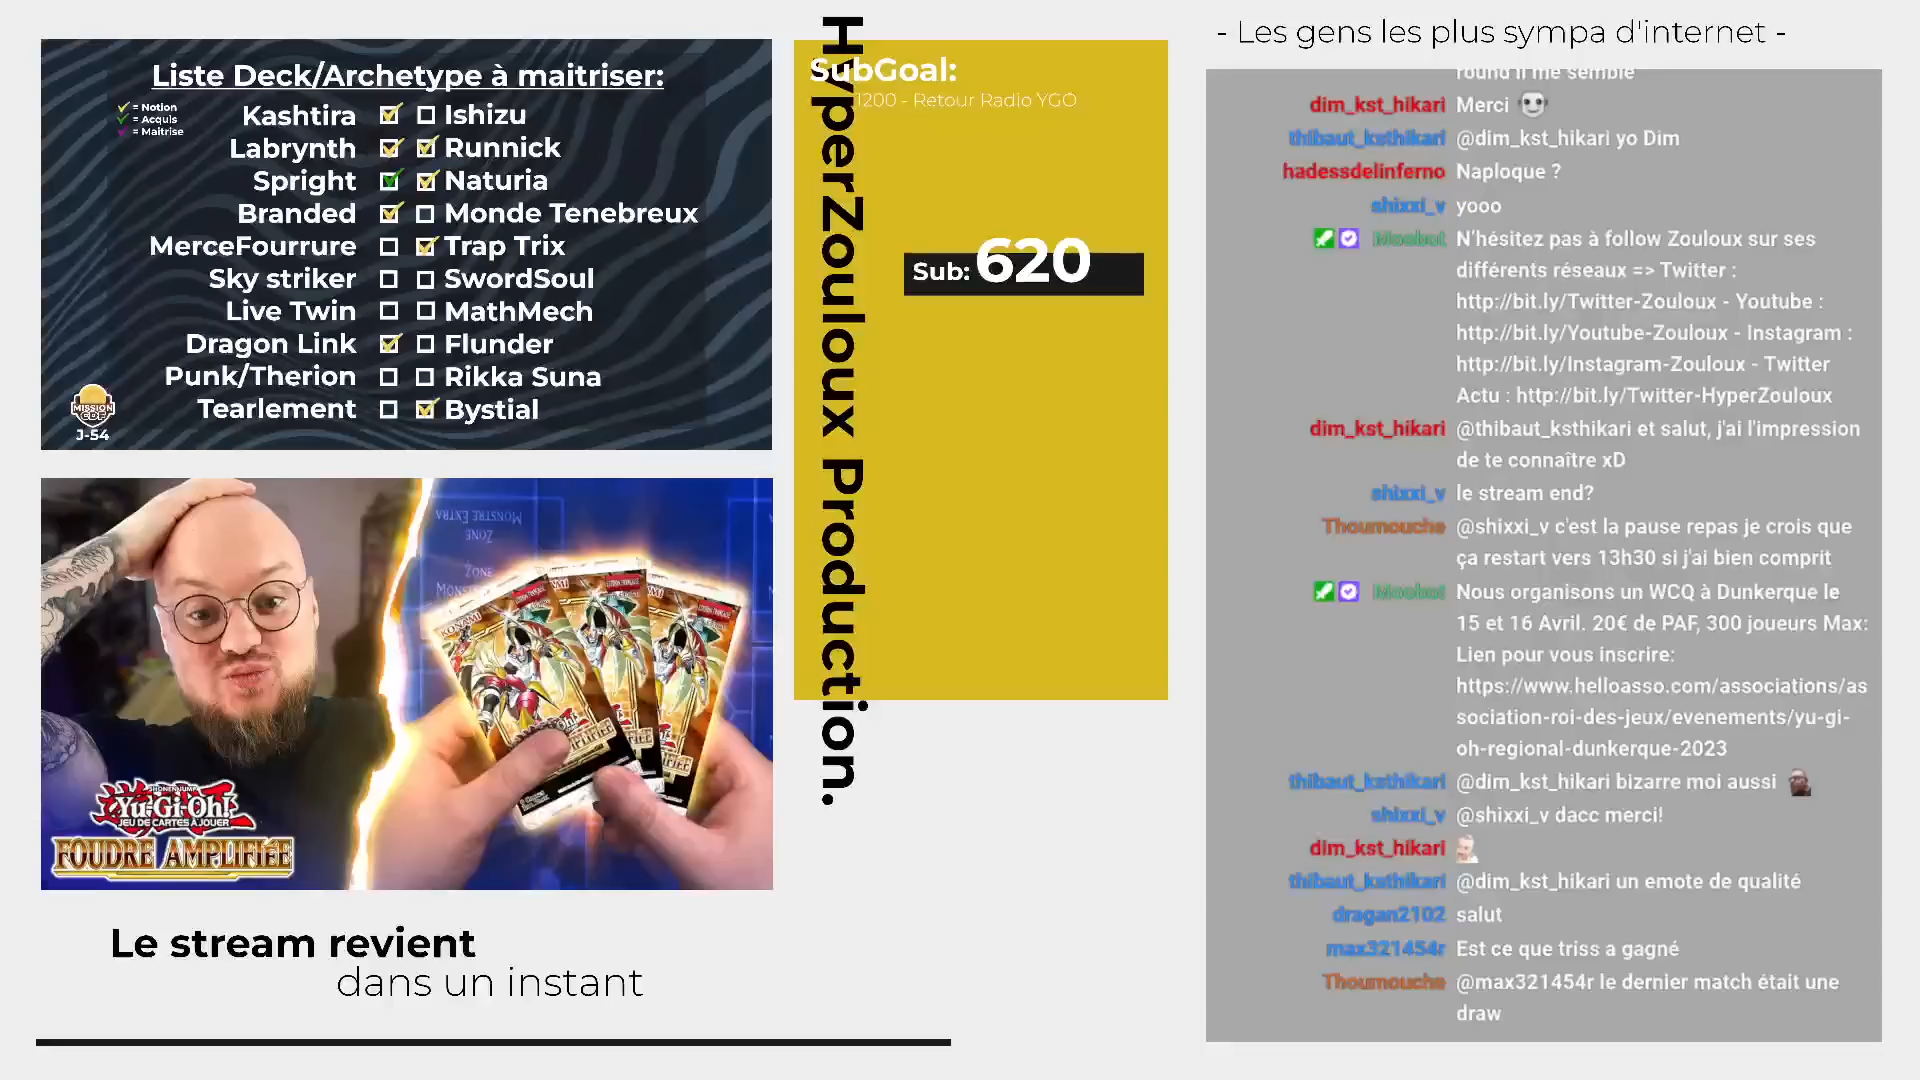 Liste Deck/Archetype à maitriser:
= Notion
= Acquis
= Maitrise
Kashtira
Ishizu
Labrynth
Runnick
Spright
Naturia
Branded
Monde Tenebreux
MerceFourrure
Trap Trix
Sky striker
SwordSoul
Live Twin
MathMech
Dragon Link
Flunder
Punk/Therion
Rikka Suna
Tearlement
Bystial
MISSION
CDF
J-54
KONAMI
Yu-Gi-Oh!
JEU DE CARTES À JOUER
FOUDRE AMPLIFIÉE
Le stream revient
dans un instant
SubGoal:
1200 - Retour Radio YGO
Sub: 620
HyperZouloux Production.
- Les gens les plus sympa d'internet -
round il me semble
dim_kst_hikari Merci
thibaut_ksthikari @dim_kst_hikari yo Dim
hadessdelinferno Naploque ?
shixxi_v yooo
Moobot N'hésitez pas à follow Zouloux sur ses
différents réseaux => Twitter :
http://bit.ly/Twitter-Zouloux - Youtube :
http://bit.ly/Youtube-Zouloux - Instagram :
http://bit.ly/Instagram-Zouloux - Twitter
Actu : http://bit.ly/Twitter-HyperZouloux
dim_kst_hikari @thibaut_ksthikari et salut, j'ai l'impression
de te connaître xD
shixxi_v le stream end?
Thoumouche @shixxi_v c'est la pause repas je crois que
ça restart vers 13h30 si j'ai bien comprit
Moobot Nous organisons un WCQ à Dunkerque le
15 et 16 Avril. 20€ de PAF, 300 joueurs Max:
Lien pour vous inscrire:
https://www.helloasso.com/associations/as
sociation-roi-des-jeux/evenements/yu-gi-
oh-regional-dunkerque-2023
thibaut_ksthikari @dim_kst_hikari bizarre moi aussi
shixxi_v @shixxi_v dacc merci!
dim_kst_hikari
thibaut_ksthikari @dim_kst_hikari un emote de qualité
dragan2102 salut
max321454r Est ce que triss a gagné
Thoumouche @max321454r le dernier match était une
draw